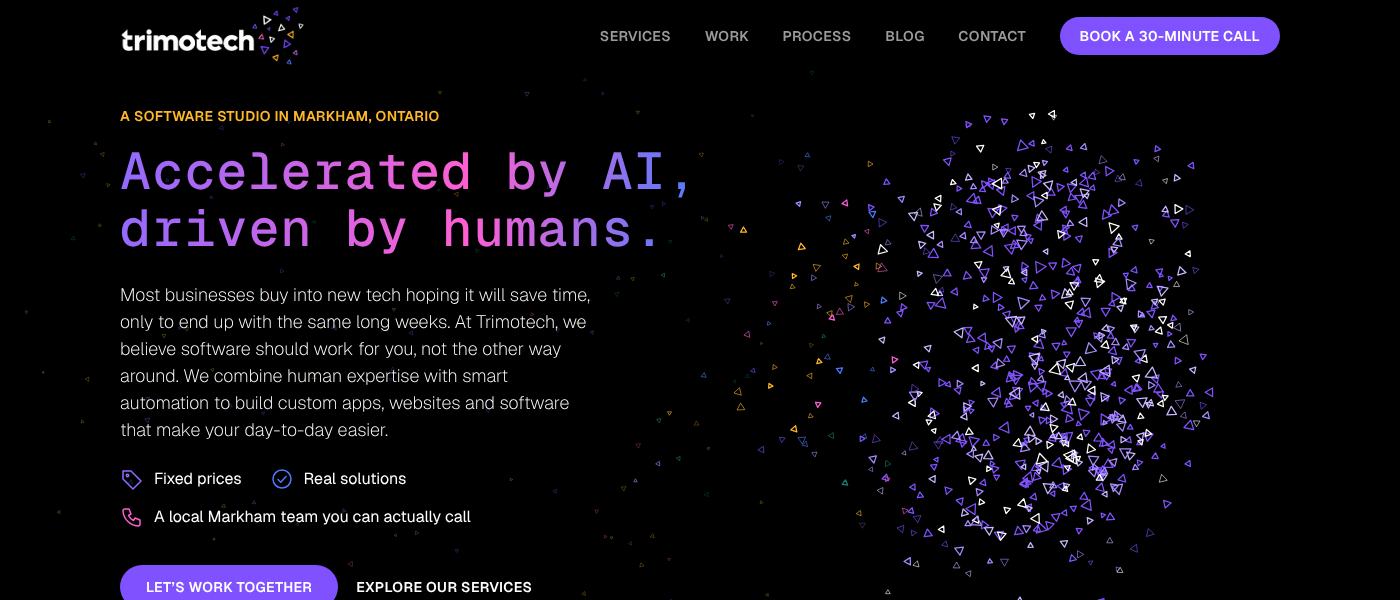 trimotech
SERVICES
WORK
PROCESS
BLOG
CONTACT
BOOK A 30-MINUTE CALL
A SOFTWARE STUDIO IN MARKHAM, ONTARIO
Accelerated by AI,
driven by humans.
Most businesses buy into new tech hoping it will save time,
only to end up with the same long weeks. At Trimotech, we
believe software should work for you, not the other way
around. We combine human expertise with smart
automation to build custom apps, websites and software
that make your day-to-day easier.
Fixed prices
Real solutions
A local Markham team you can actually call
LET’S WORK TOGETHER
EXPLORE OUR SERVICES